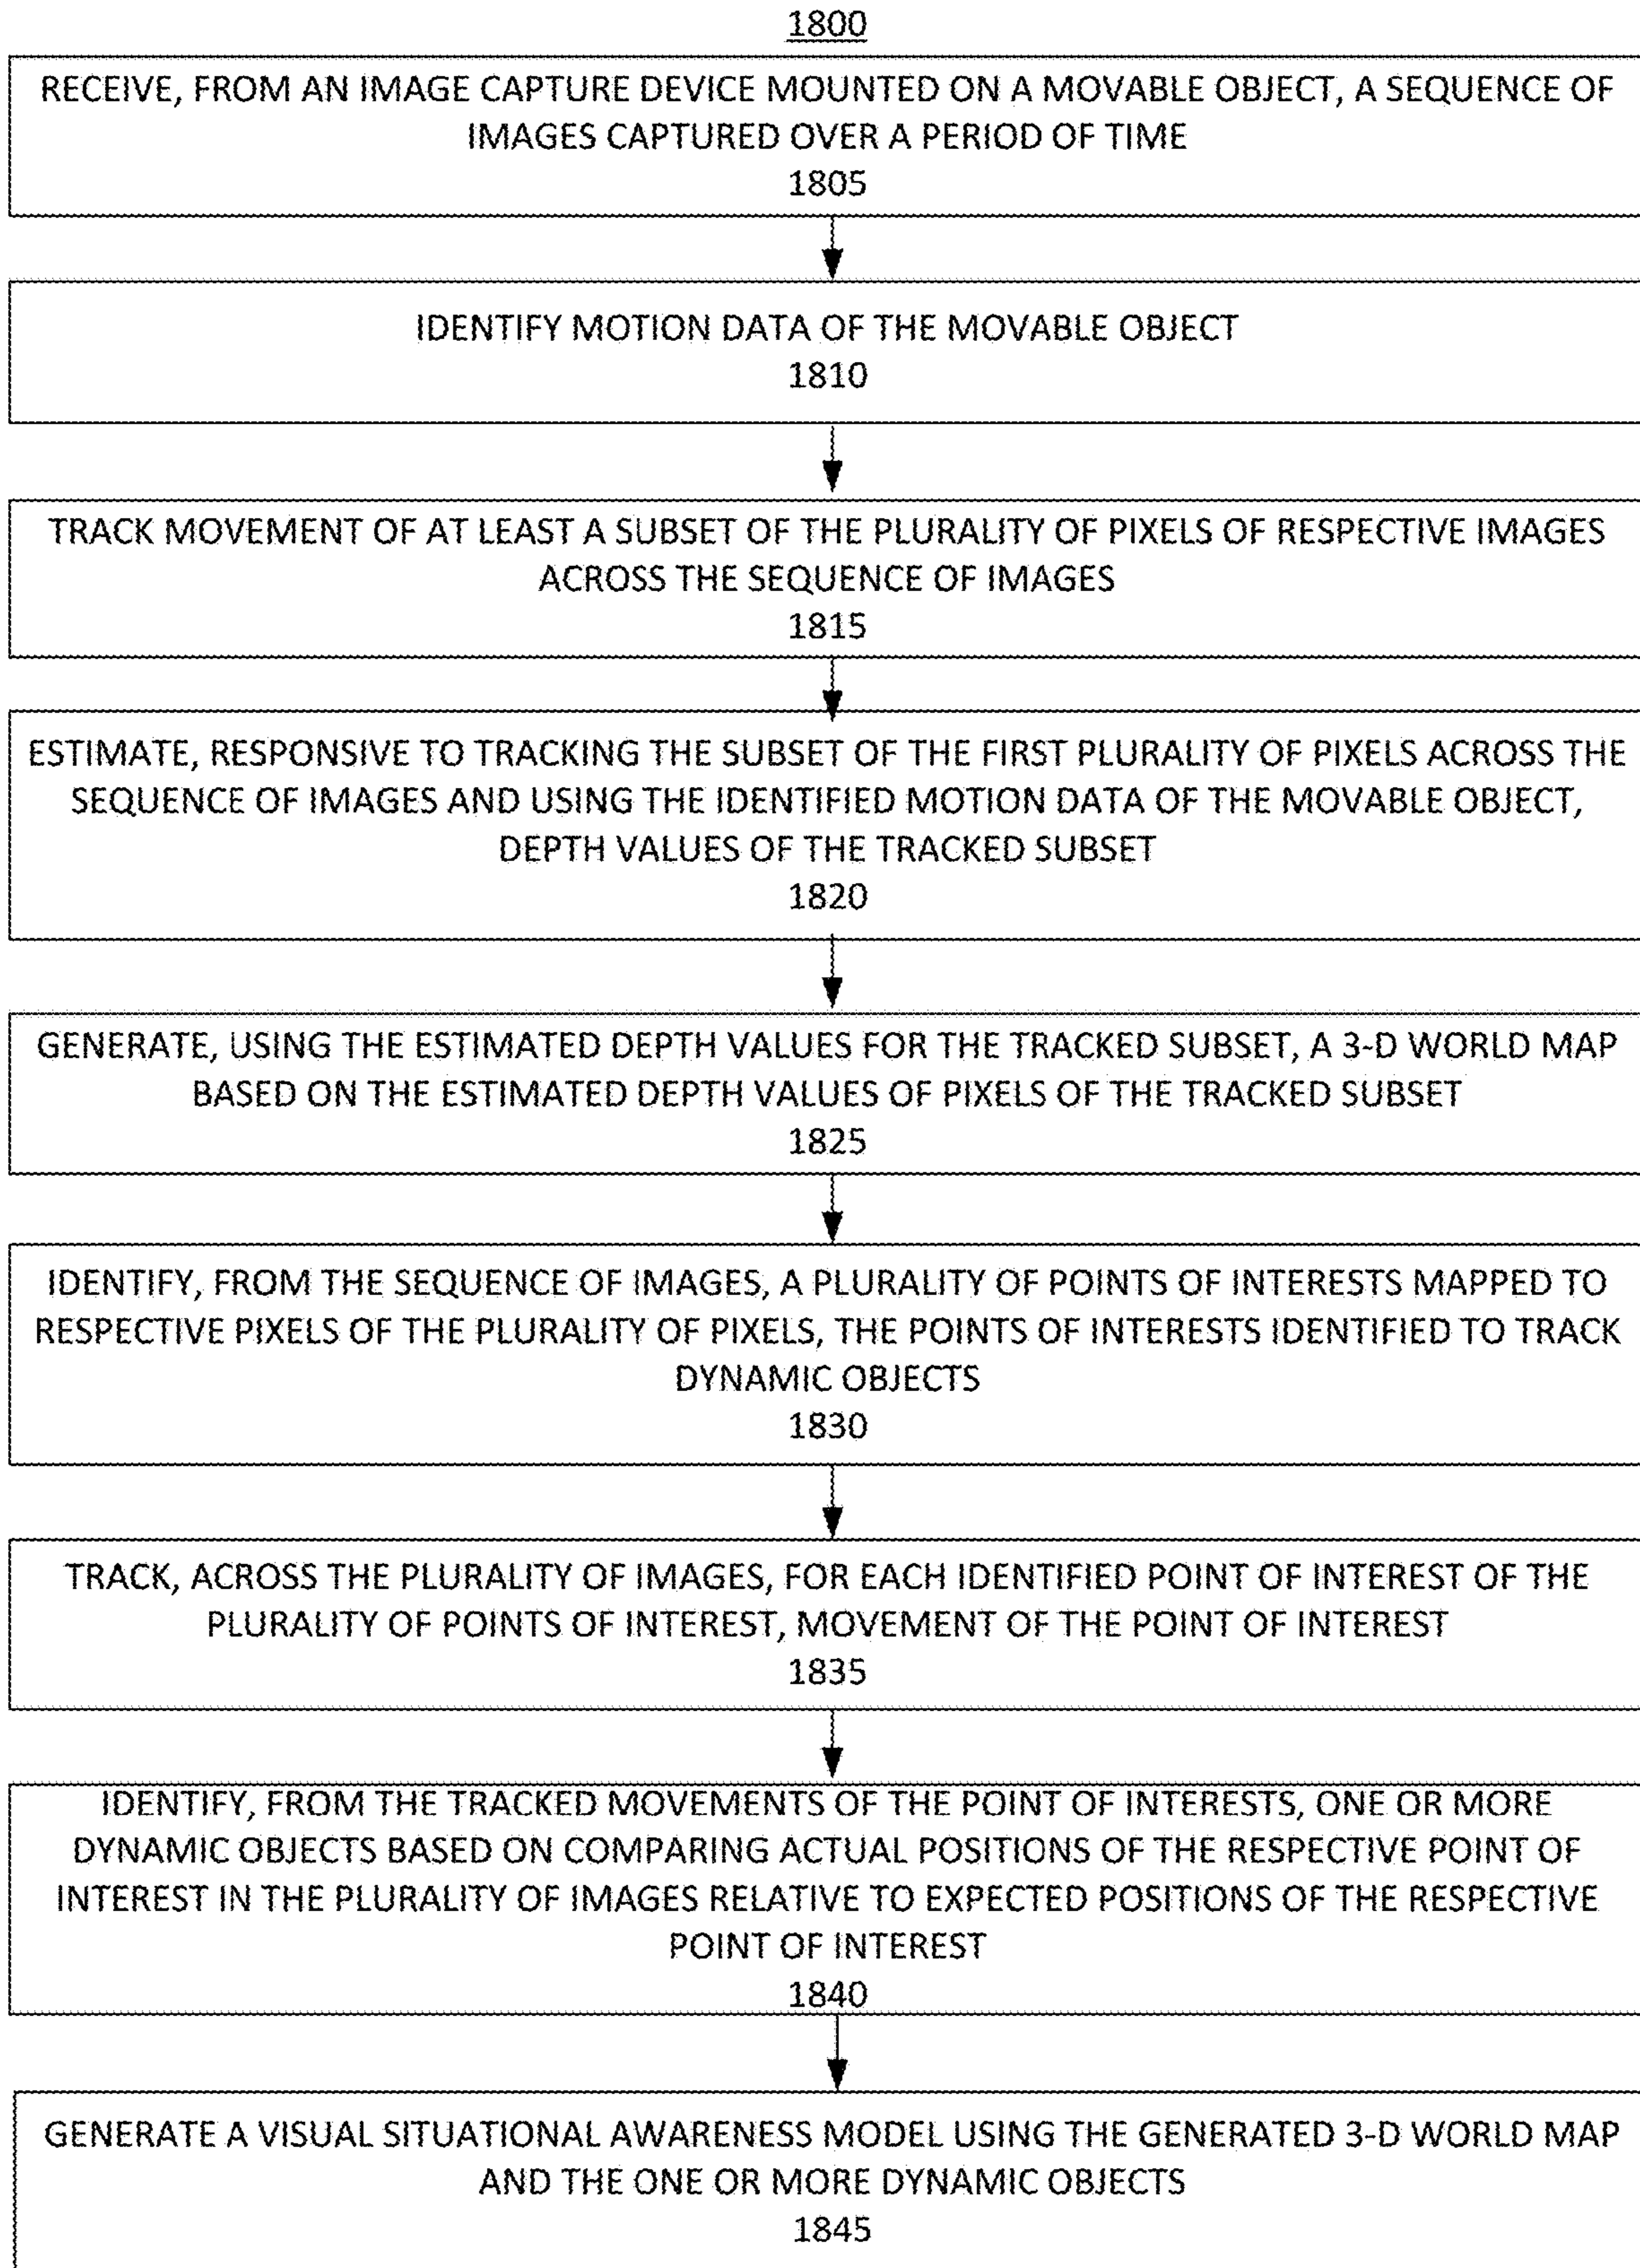 1800
RECEIVE, FROM AN IMAGE CAPTURE DEVICE MOUNTED ON A MOVABLE OBJECT, A SEQUENCE OF
IMAGES CAPTURED OVER A PERIOD OF TIME
1805
IDENTIFY MOTION DATA OF THE MOVABLE OBJECT
1810
TRACK MOVEMENT OF AT LEAST A SUBSET OF THE PLURALITY OF PIXELS OF RESPECTIVE IMAGES
ACROSS THE SEQUENCE OF IMAGES
1815
ESTIMATE, RESPONSIVE TO TRACKING THE SUBSET OF THE FIRST PLURALITY OF PIXELS ACROSS THE
SEQUENCE OF IMAGES AND USING THE IDENTIFIED MOTION DATA OF THE MOVABLE OBJECT,
DEPTH VALUES OF THE TRACKED SUBSET
1820
GENERATE, USING THE ESTIMATED DEPTH VALUES FOR THE TRACKED SUBSET, A 3-D WORLD MAP
BASED ON THE ESTIMATED DEPTH VALUES OF PIXELS OF THE TRACKED SUBSET
1825
IDENTIFY, FROM THE SEQUENCE OF IMAGES, A PLURALITY OF POINTS OF INTERESTS MAPPED TO
RESPECTIVE PIXELS OF THE PLURALITY OF PIXELS, THE POINTS OF INTERESTS IDENTIFIED TO TRACK
DYNAMIC OBJECTS
1830
TRACK, ACROSS THE PLURALITY OF IMAGES, FOR EACH IDENTIFIED POINT OF INTEREST OF THE
PLURALITY OF POINTS OF INTEREST, MOVEMENT OF THE POINT OF INTEREST
1835
IDENTIFY, FROM THE TRACKED MOVEMENTS OF THE POINT OF INTERESTS, ONE OR MORE
DYNAMIC OBJECTS BASED ON COMPARING ACTUAL POSITIONS OF THE RESPECTIVE POINT OF
INTEREST IN THE PLURALITY OF IMAGES RELATIVE TO EXPECTED POSITIONS OF THE RESPECTIVE
POINT OF INTEREST
1840
GENERATE A VISUAL SITUATIONAL AWARENESS MODEL USING THE GENERATED 3-D WORLD MAP
AND THE ONE OR MORE DYNAMIC OBJECTS
1845